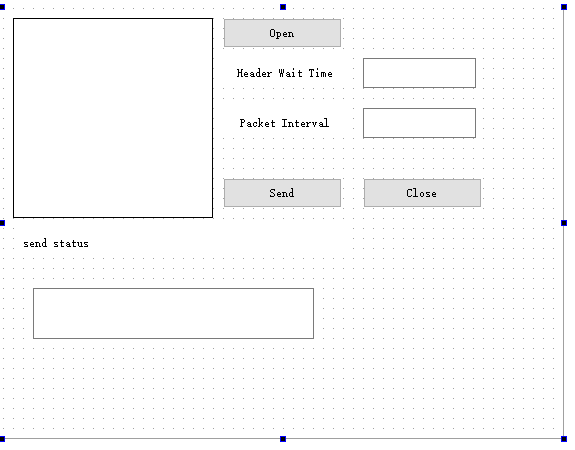 Open
Header Wait Time
Packet Interval
Send
Close
send status